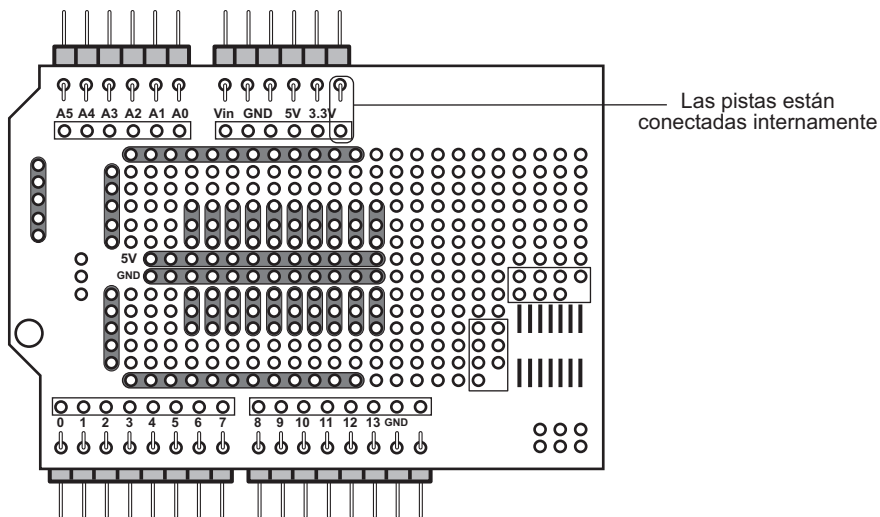 A5 A4 A3 A2 A1 A0 Vin GND 5V 3.3V
Las pistas están
conectadas internamente
5V
GND
0 1 2 3 4 5 6 7 8 9 10 11 12 13 GND